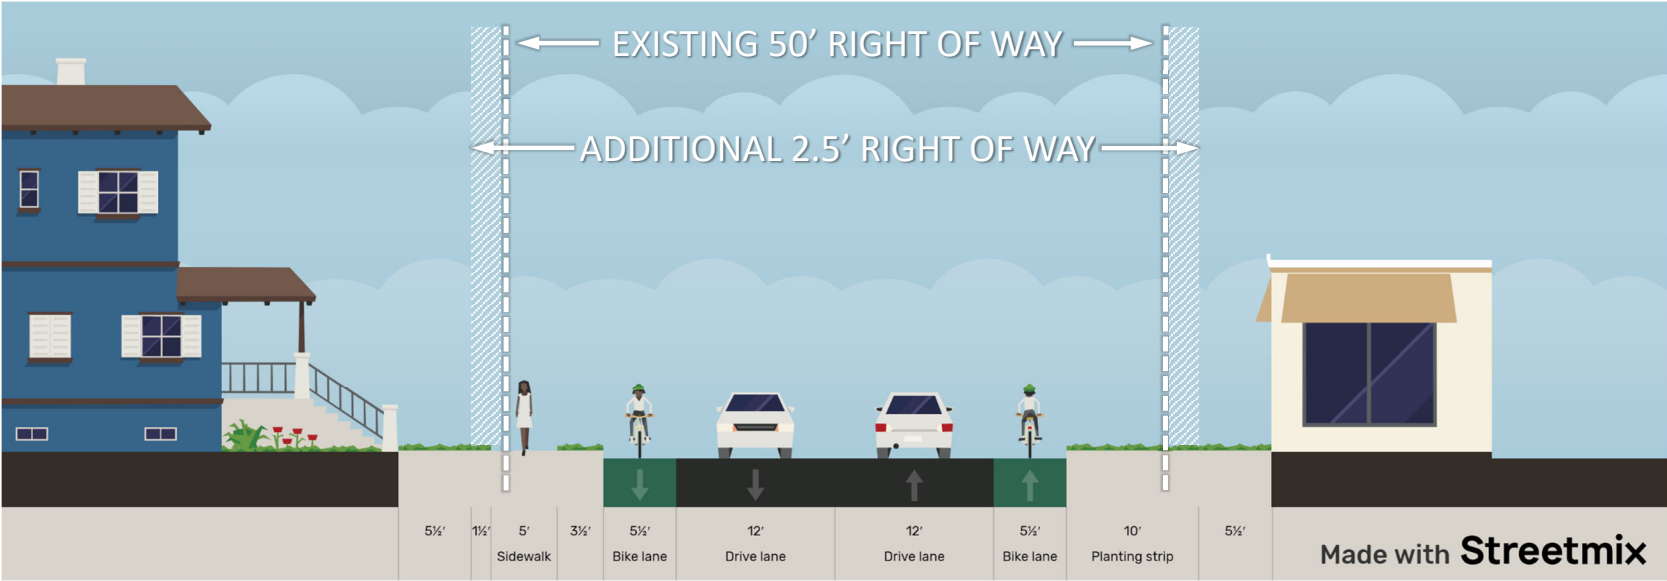 EXISTING 50’ RIGHT OF WAY
ADDITIONAL 2.5’ RIGHT OF WAY
5½′ 1½′ 5′ 3½′ 5½′ 12′ 12′ 5½′ 10′ 5½′
Sidewalk Bike lane Drive lane Drive lane Bike lane Planting strip
Made with Streetmix